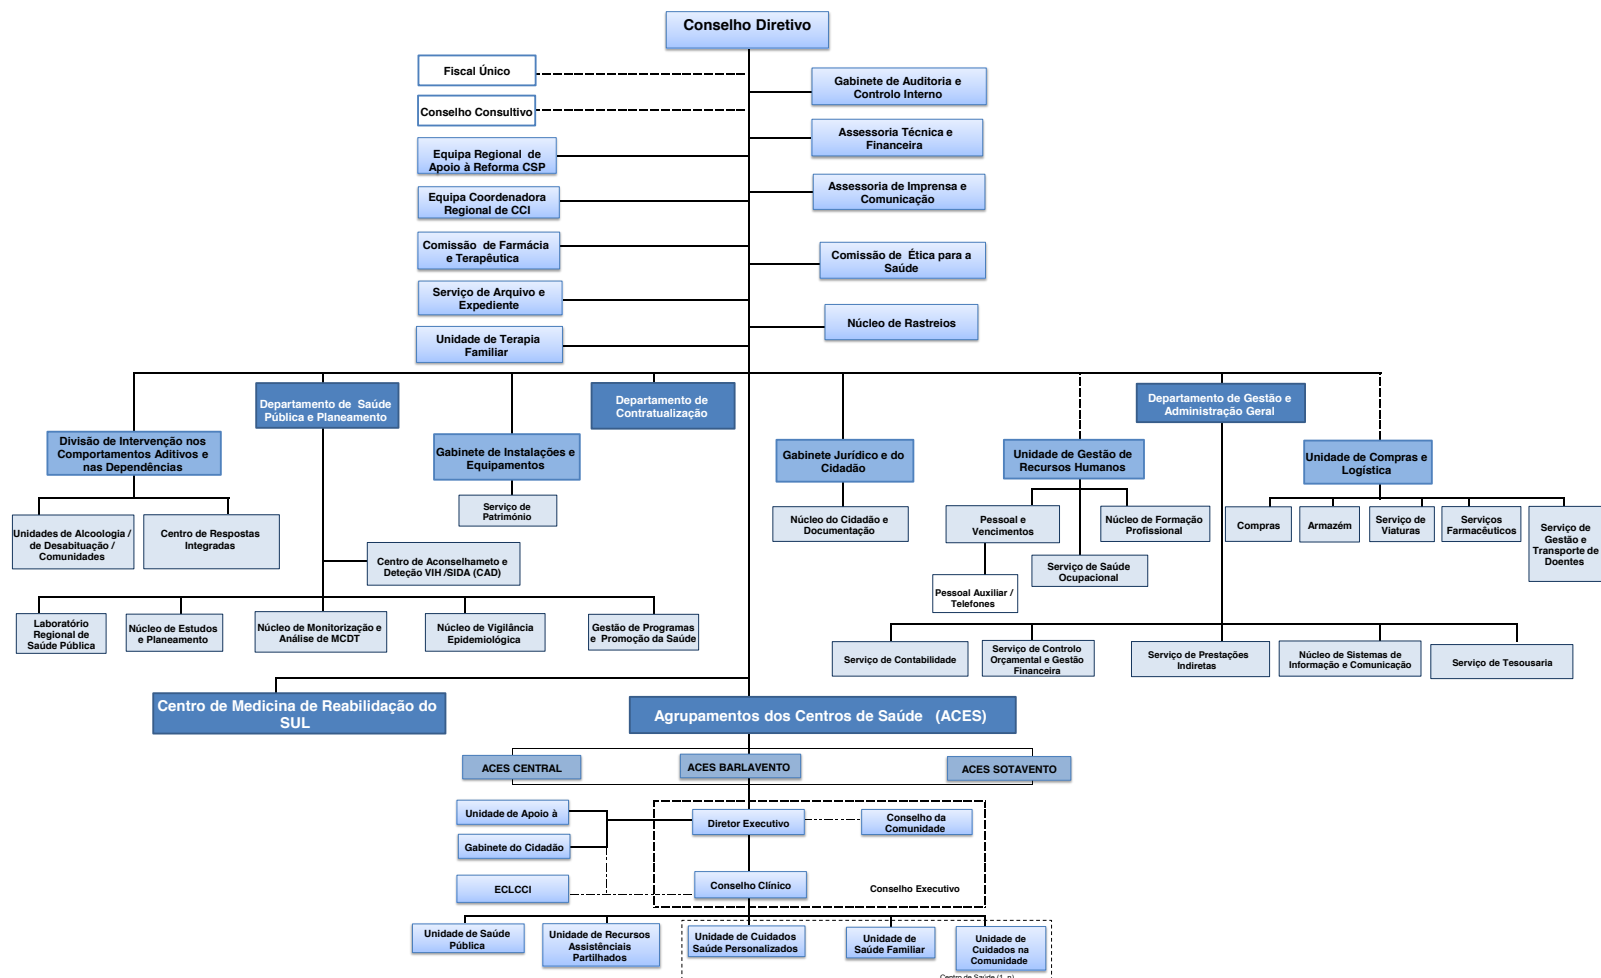 Conselho Diretivo
Fiscal Único
Conselho Consultivo
Equipa Regional de
Apoio à Reforma CSP
Equipa Coordenadora
Regional de CCI
Comissão de Farmácia
e Terapêutica
Serviço de Arquivo e
Expediente
Unidade de Terapia
Familiar
Gabinete de Auditoria e
Controlo Interno
Assessoria Técnica e
Financeira
Assessoria de Imprensa e
Comunicação
Comissão de Ética para a
Saúde
Núcleo de Rastreios
Divisão de Intervenção nos
Comportamentos Aditivos e
nas Dependências
Departamento de Saúde
Pública e Planeamento
Gabinete de Instalações e
Equipamentos
Departamento de
Contratualização
Gabinete Jurídico e do
Cidadão
Unidade de Gestão de
Recursos Humanos
Departamento de Gestão e
Administração Geral
Unidade de Compras e
Logística
Unidades de Alcoologia /
de Desabituação /
Comunidades
Centro de Respostas
Integradas
Serviço de
Património
Centro de Aconselhameto e
Deteção VIH /SIDA (CAD)
Núcleo do Cidadão e
Documentação
Pessoal e
Vencimentos
Núcleo de Formação
Profissional
Serviço de Saúde
Ocupacional
Pessoal Auxiliar /
Telefones
Compras
Armazém
Serviço de
Viaturas
Serviços
Farmacêuticos
Serviço de
Gestão e
Transporte de
Doentes
Laboratório
Regional de
Saúde Pública
Núcleo de Estudos
e Planeamento
Núcleo de Monitorização e
Análise de MCDT
Núcleo de Vigilância
Epidemiológica
Gestão de Programas
e Promoção da Saúde
Serviço de Contabilidade
Serviço de Controlo
Orçamental e Gestão
Financeira
Serviço de Prestações
Indiretas
Núcleo de Sistemas de
Informação e Comunicação
Serviço de Tesousaria
Centro de Medicina de Reabilidação do
SUL
Agrupamentos dos Centros de Saúde (ACES)
ACES CENTRAL
ACES BARLAVENTO
ACES SOTAVENTO
Unidade de Apoio à
Gabinete do Cidadão
ECLCCI
Diretor Executivo
Conselho da
Comunidade
Conselho Clínico
Conselho Executivo
Unidade de Saúde
Pública
Unidade de Recursos
Assistênciais
Partilhados
Unidade de Cuidados
Saúde Personalizados
Unidade de
Saúde Familiar
Unidade de
Cuidados na
Comunidade
Centro de Saúde (1..n)